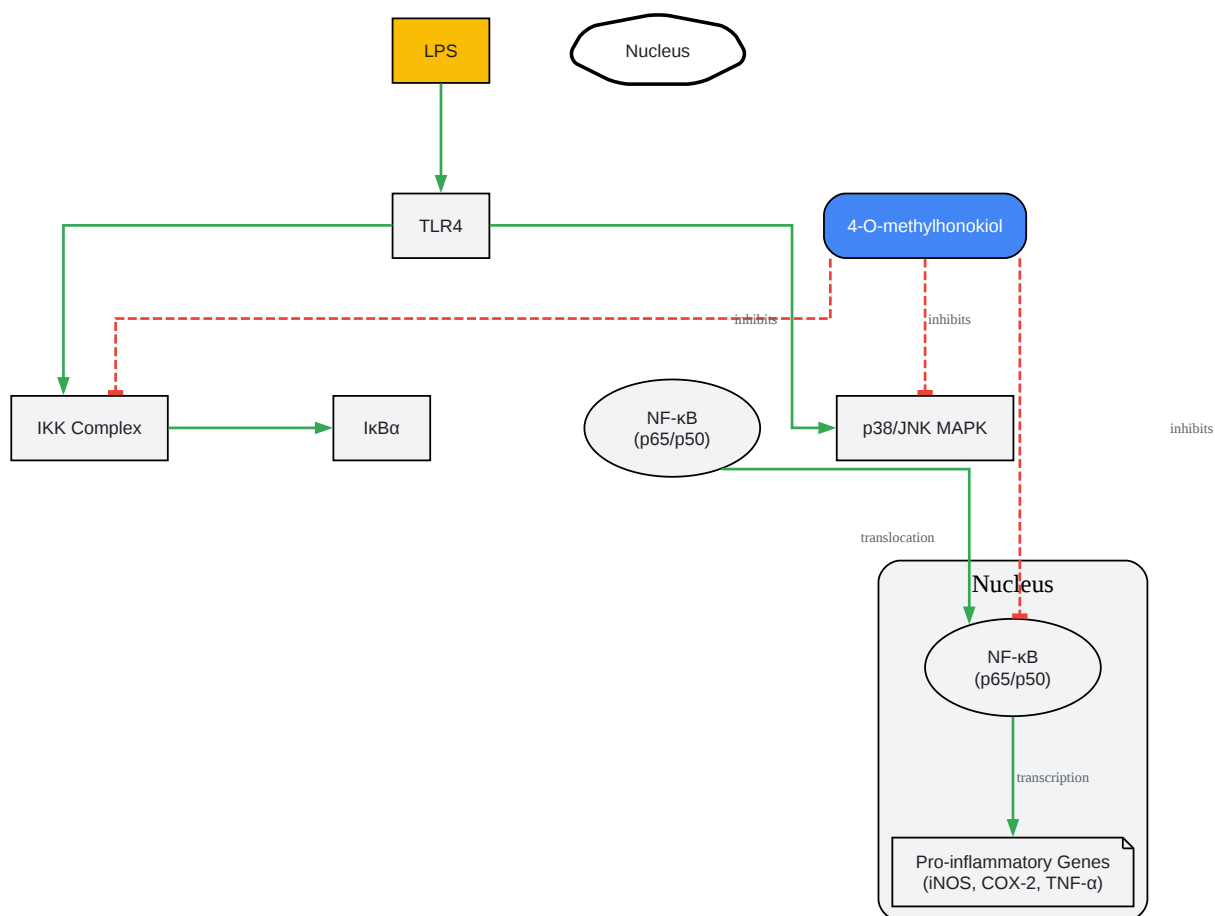 LPS
Nucleus
TLR4
4-O-methylhonokiol
inhibits
inhibits
IKK Complex
IκBα
NF-κB
(p65/p50)
p38/JNK MAPK
inhibits
translocation
Nucleus
NF-κB
(p65/p50)
transcription
Pro-inflammatory Genes
(iNOS, COX-2, TNF-α)